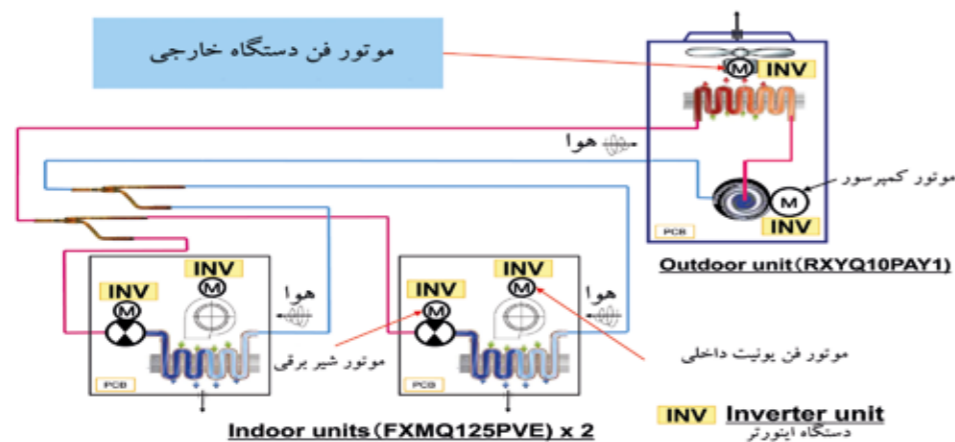 موتور فن دستگاه خارجی
M
INV
هوا
موتور کمپرسور
M
INV
PCB
Outdoor unit(RXYQ10PAY1)
INV
M
INV
M
هوا
PCB
موتور شیر برقی
INV
M
INV
M
هوا
PCB
موتور فن یونیت داخلی
Indoor units(FXMQ125PVE) x 2
INV Inverter unit
دستگاه اینورتر